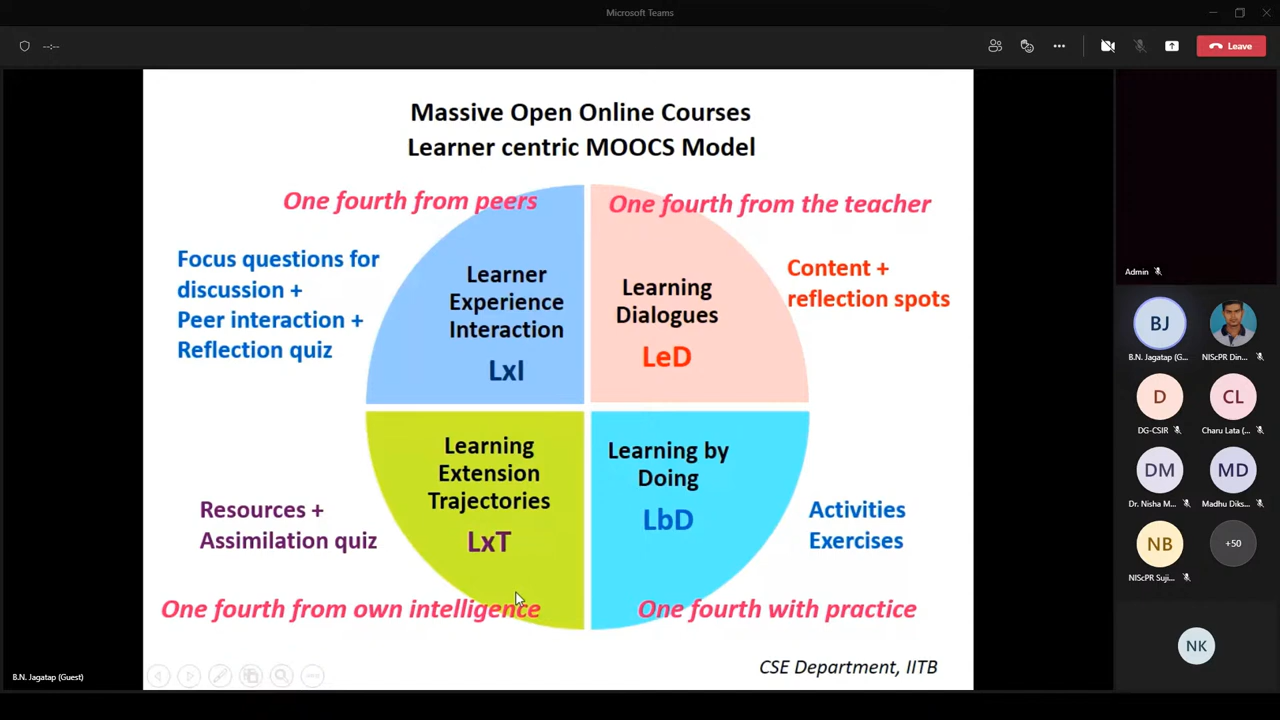 Microsoft Teams
--:--
Leave
Massive Open Online Courses
Learner centric MOOCS Model
One fourth from peers
One fourth from the teacher
Focus questions for
discussion +
Peer interaction +
Reflection quiz
Learner
Experience
Interaction
LxI
Learning
Dialogues
LeD
Content +
reflection spots
Learning
Extension
Trajectories
LxT
Learning by
Doing
LbD
Resources +
Assimilation quiz
Activities
Exercises
One fourth from own intelligence
One fourth with practice
CSE Department, IITB
B.N. Jagatap (Guest)
Admin
BJ
B.N. Jagatap (G...
NIScPR Din...
D
DG-CSIR
CL
Charu Lata (...
DM
Dr. Nisha M...
MD
Madhu Diks...
NB
NIScPR Suji...
+50
NK